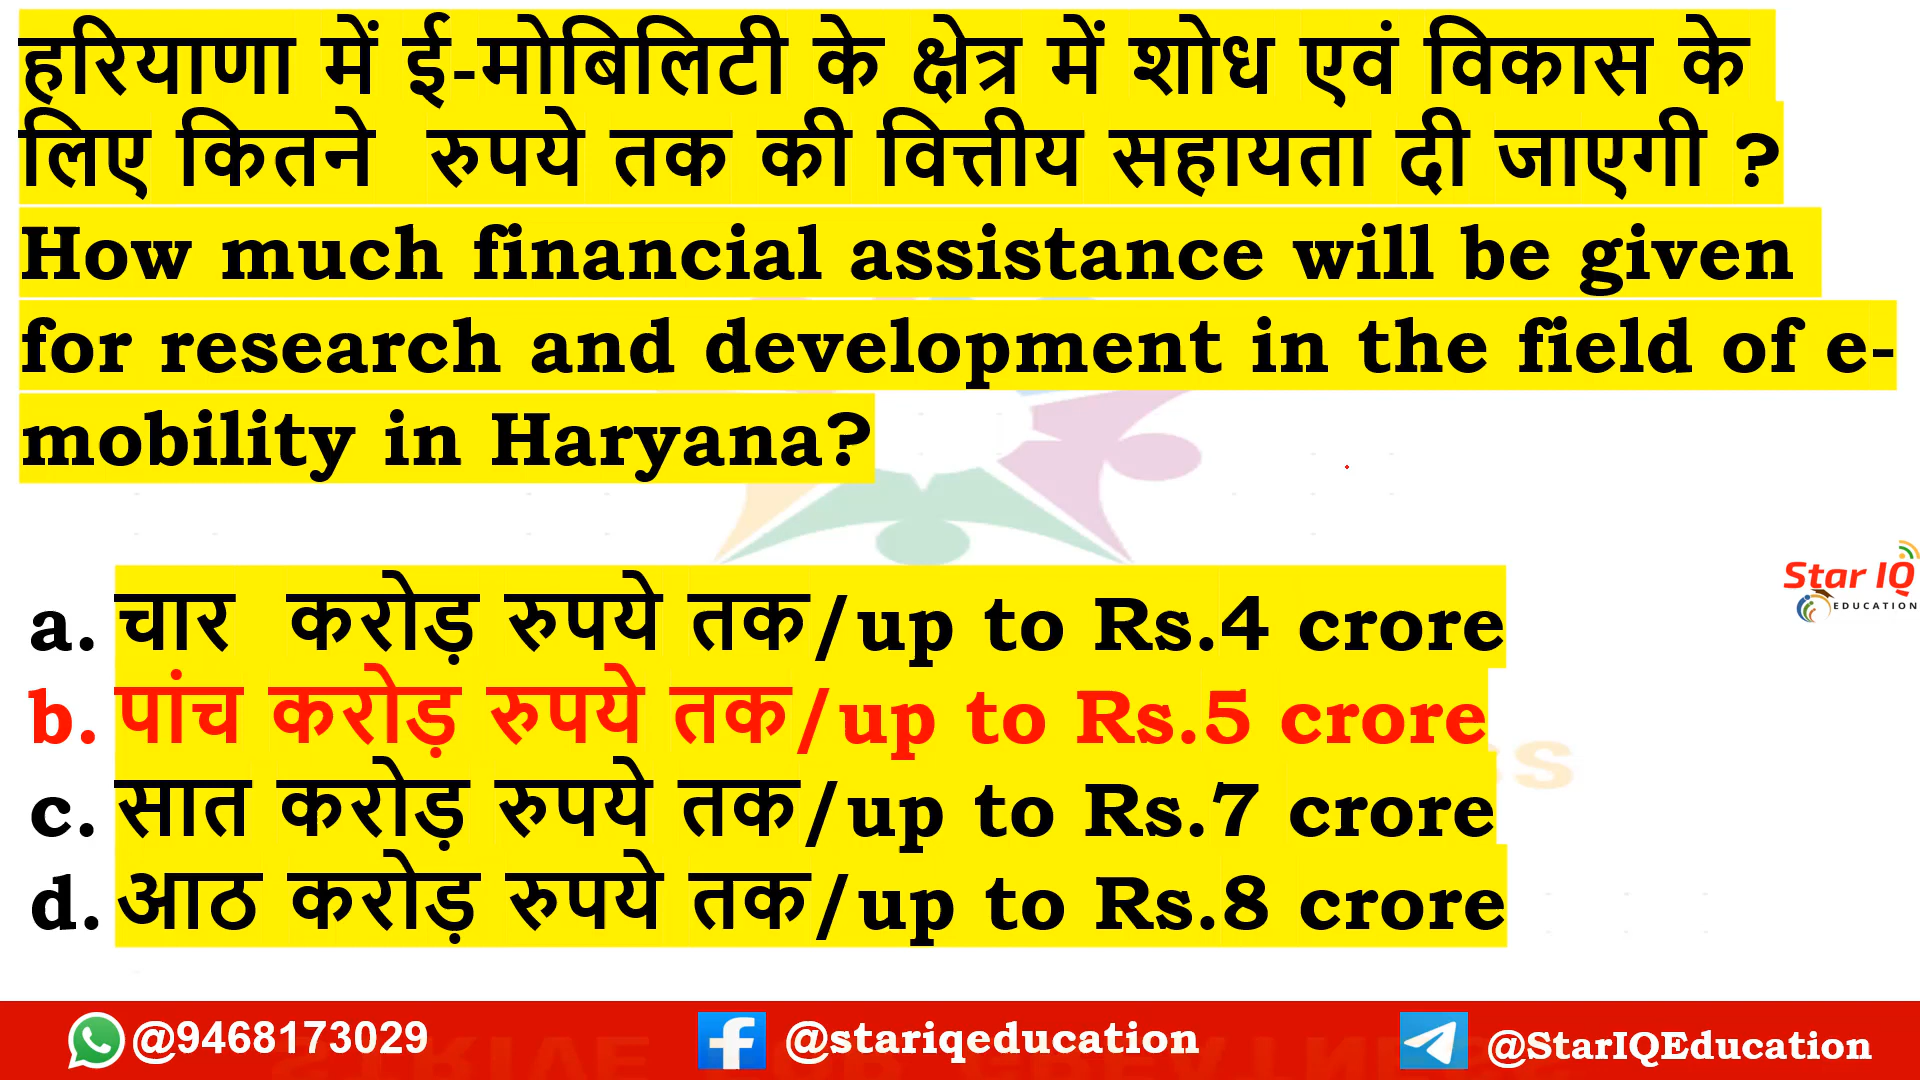 हरियाणा में ई-मोबिलिटी के क्षेत्र में शोध एवं विकास के
लिए कितने रुपये तक की वित्तीय सहायता दी जाएगी ?
How much financial assistance will be given
for research and development in the field of e-
mobility in Haryana?
a. चार करोड़ रुपये तक/up to Rs.4 crore
b. पांच करोड़ रुपये तक/up to Rs.5 crore
c. सात करोड़ रुपये तक/up to Rs.7 crore
d. आठ करोड़ रुपये तक/up to Rs.8 crore
Star IQ
EDUCATION
@9468173029 @stariqeducation @StarIQEducation